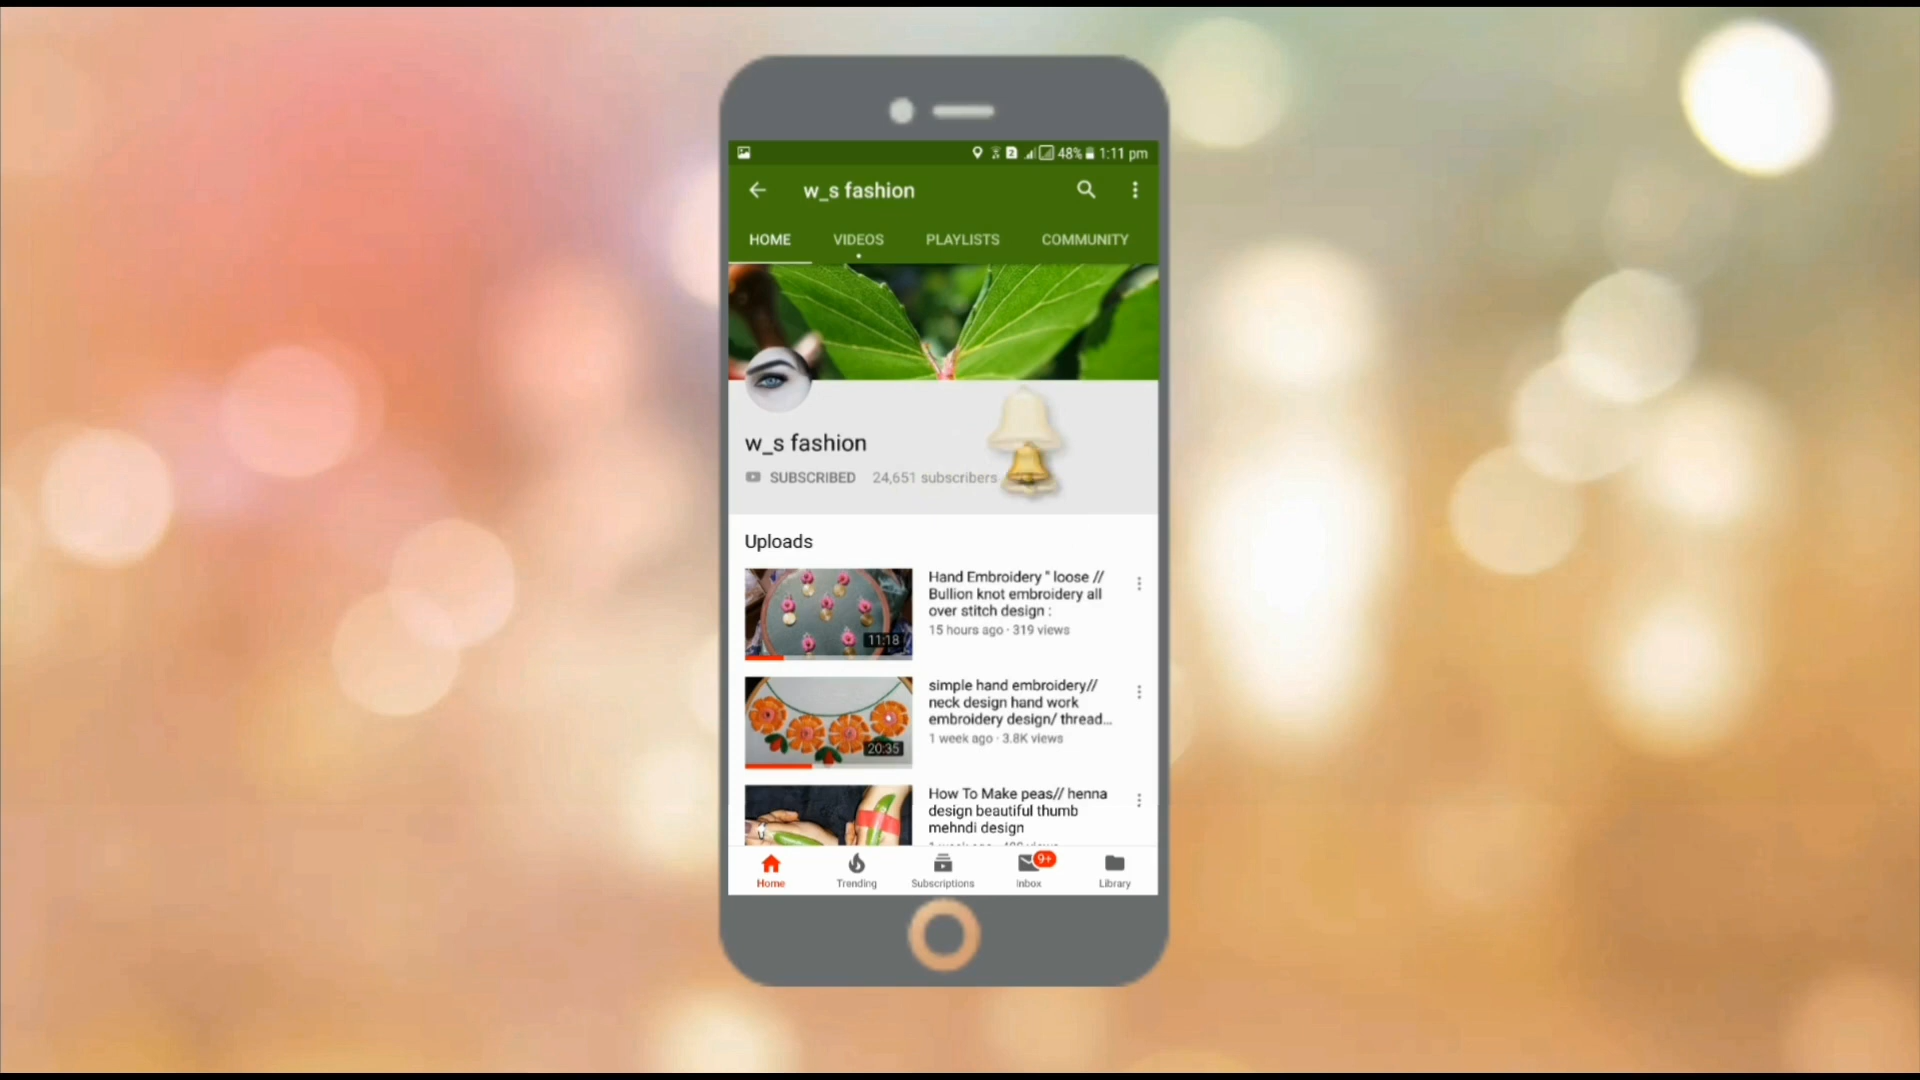 48% 1:11 pm
w_s fashion
HOME VIDEOS PLAYLISTS COMMUNITY
w_s fashion
SUBSCRIBED 24,651 subscribers
Uploads
Hand Embroidery " loose //
Bullion knot embroidery all
over stitch design :
15 hours ago · 319 views
11:18
simple hand embroidery//
neck design hand work
embroidery design/ thread...
1 week ago · 3.8K views
20:35
How To Make peas// henna
design beautiful thumb
mehndi design
9+
Home Trending Subscriptions Inbox Library